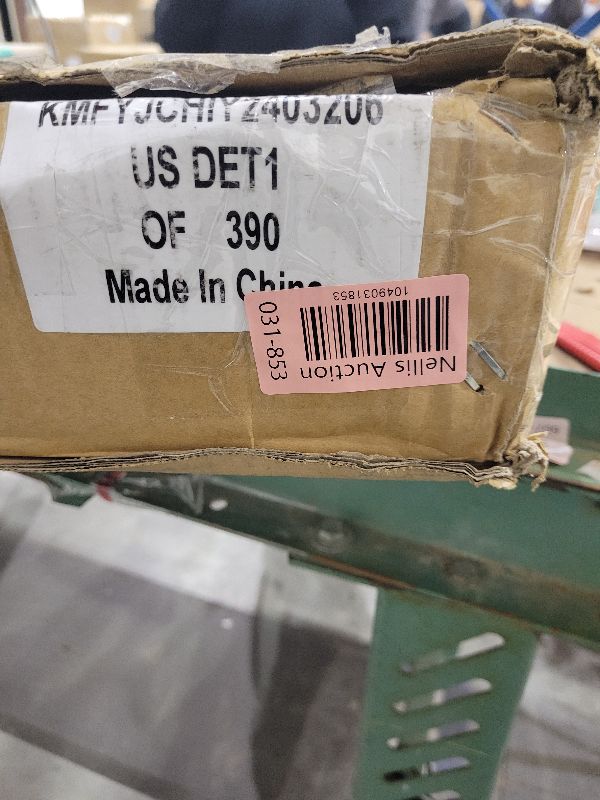 KMFYJCHIY2403206
US DET1
OF 390
Made In China
1049031853
Nellis Auction
031-853